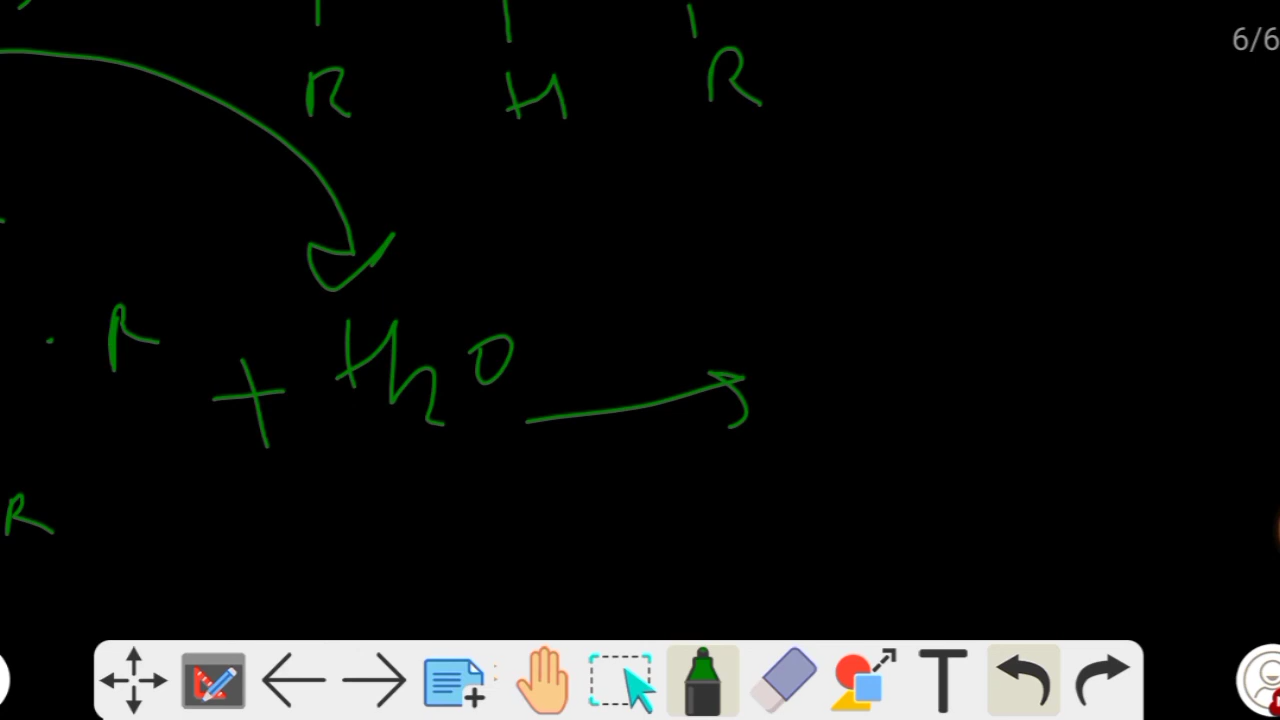 6/6
R H R
R + H2O →
R
T